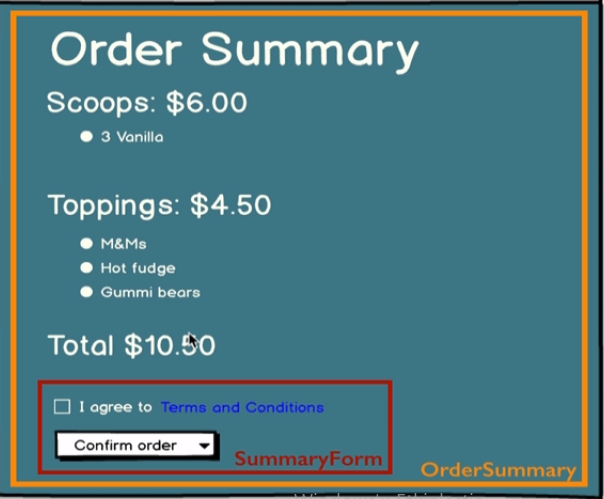 Order Summary
Scoops: $6.00
3 Vanilla
Toppings: $4.50
M&Ms
Hot fudge
Gummi bears
Total $10.50
I agree to Terms and Conditions
Confirm order
SummaryForm
OrderSummary